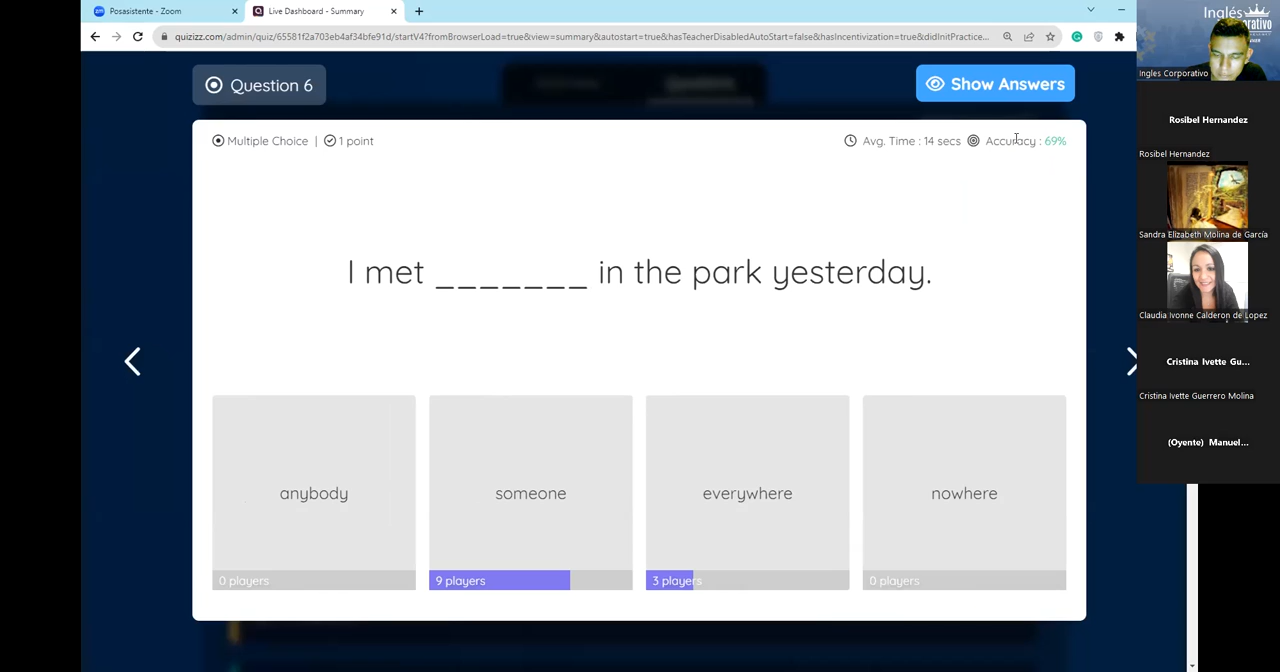 Posasistente - Zoom
Live Dashboard - Summary
quizizz.com/admin/quiz/65581f2a703eb4af34bfe91d/startV4?fromBrowserLoad=true&view=summary&autostart=true&hasTeacherDisabledAutoStart=false&hasIncentivization=true&didInitPractice...
Question 6
Show Answers
Multiple Choice | 1 point
Avg. Time : 14 secs
Accuracy : 69%
I met _______ in the park yesterday.
anybody
someone
everywhere
nowhere
0 players
9 players
3 players
0 players
Inglés
Ingles Corporativo
Rosibel Hernandez
Rosibel Hernandez
Sandra Elizabeth Molina de García
Claudia Ivonne Calderon de Lopez
Cristina Ivette Gu...
Cristina Ivette Guerrero Molina
(Oyente) Manuel...